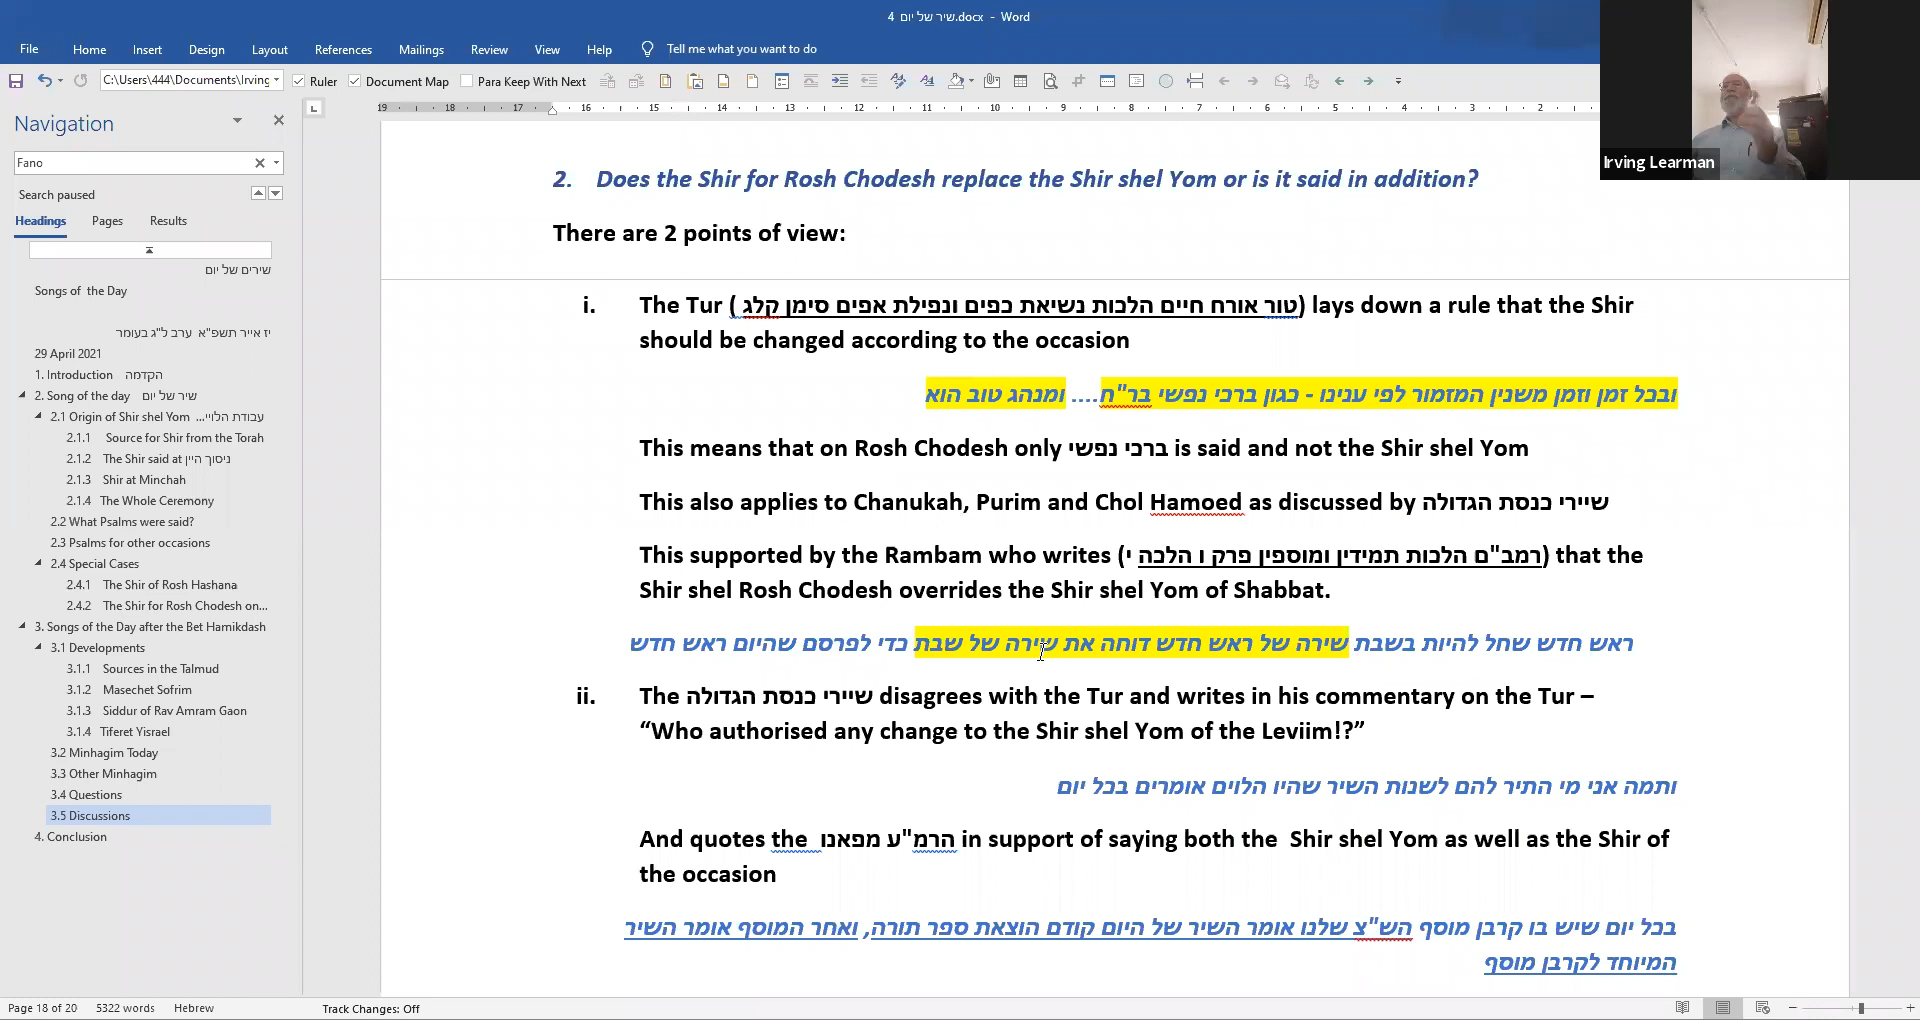 שיר של יום 4.docx - Word
File Home Insert Design Layout References Mailings Review View Help Tell me what you want to do
C:\Users\444\Documents\Irving Ruler Document Map Para Keep With Next
Navigation
Fano
Search paused
Headings Pages Results
שירים של יום
Songs of the Day
יז אייר תשפ"א ערב ל"ג בעומר
29 April 2021
1. Introduction הקדמה
2. Song of the day שיר של יום
2.1 Origin of Shir shel Yom ...עבודת הלויי
2.1.1 Source for Shir from the Torah
2.1.2 The Shir said at ניסוך היין
2.1.3 Shir at Minchah
2.1.4 The Whole Ceremony
2.2 What Psalms were said?
2.3 Psalms for other occasions
2.4 Special Cases
2.4.1 The Shir of Rosh Hashana
2.4.2 The Shir for Rosh Chodesh on...
3. Songs of the Day after the Bet Hamikdash
3.1 Developments
3.1.1 Sources in the Talmud
3.1.2 Masechet Sofrim
3.1.3 Siddur of Rav Amram Gaon
3.1.4 Tiferet Yisrael
3.2 Minhagim Today
3.3 Other Minhagim
3.4 Questions
3.5 Discussions
4. Conclusion
19 18 17 16 15 14 13 12 11 10 9 8 7 6 5 4 3 2
2. Does the Shir for Rosh Chodesh replace the Shir shel Yom or is it said in addition?
There are 2 points of view:
i. The Tur (טור אורח חיים הלכות נשיאת כפים ונפילת אפים סימן קלג) lays down a rule that the Shir
should be changed according to the occasion
ובכל זמן וזמן משנין המזמור לפי ענינו - כגון ברכי נפשי בר"ח.... ומנהג טוב הוא
This means that on Rosh Chodesh only ברכי נפשי is said and not the Shir shel Yom
This also applies to Chanukah, Purim and Chol Hamoed as discussed by שיירי כנסת הגדולה
This supported by the Rambam who writes (רמב"ם הלכות תמידין ומוספין פרק ו הלכה י) that the
Shir shel Rosh Chodesh overrides the Shir shel Yom of Shabbat.
ראש חדש שחל להיות בשבת שירה של ראש חדש דוחה את שירה של שבת כדי לפרסם שהיום ראש חדש
ii. The שיירי כנסת הגדולה disagrees with the Tur and writes in his commentary on the Tur –
“Who authorised any change to the Shir shel Yom of the Leviim!?”
ותמה אני מי התיר להם לשנות השיר שהיו הלוים אומרים בכל יום
And quotes the הרמ"ע מפאנו in support of saying both the Shir shel Yom as well as the Shir of
the occasion
בכל יום שיש בו קרבן מוסף הש"צ שלנו אומר השיר של היום קודם הוצאת ספר תורה, ואחר המוסף אומר השיר
המיוחד לקרבן מוסף
Irving Learman
Page 18 of 20 5322 words Hebrew Track Changes: Off